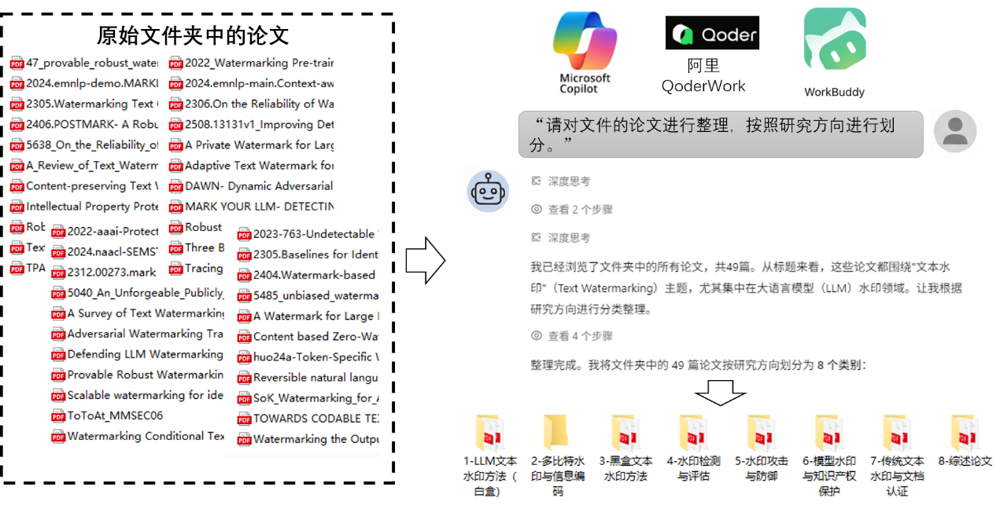 原始文件夹中的论文
47_provable_robust_water
2024.emnlp-demo.MARKL
2305.Watermarking Text
2406.POSTMARK- A Robu
5638_On_the_Reliability_of
A_Review_of_Text_Waterm
Content-preserving Text
Intellectual Property Prote
Rob
Tex
TPA
2022_Watermarking Pre-trair
2024.emnlp-main.Context-aw
2306.On the Reliability of Wa
2508.13131v1_Improving Det
A Private Watermark for Larg
Adaptive Text Watermark for
DAWN- Dynamic Adversarial
MARK YOUR LLM- DETECTIN
Robust
Three B
Tracing
2022-aaai-Protect
2024.naacl-SEMST
2312.00273.mark
5040_An_Unforgeable_Publicly_
A Survey of Text Watermarking
Adversarial Watermarking Tra
Defending LLM Watermarking
Provable Robust Watermarkin
Scalable watermarking for ide
ToToAt_MMSEC06
Watermarking Conditional Tex
2023-763-Undetectable
2305.Baselines for Identi
2404.Watermark-based
5485_unbiased_waterma
A Watermark for Large
Content based Zero-Wa
huo24a-Token-Specific
Reversible natural langu
SoK_Watermarking_for_A
TOWARDS CODABLE TE
Watermarking the Outpu
Microsoft
Copilot
Qoder
阿里
QoderWork
WorkBuddy
“请对文件的论文进行整理，按照研究方向进行划
分。”
深度思考
查看 2 个步骤
深度思考
我已经浏览了文件夹中的所有论文，共49篇。从标题来看，这些论文都围绕"文本水
印"（Text Watermarking）主题，尤其集中在大语言模型（LLM）水印领域。让我根据
研究方向进行分类整理。
查看 4 个步骤
整理完成。我将文件夹中的 49 篇论文按研究方向划分为 8 个类别：
1-LLM文本
水印方法（
白盒）
2-多比特水
印与信息编
码
3-黑盒文本
水印方法
4-水印检测
与评估
5-水印攻击
与防御
6-模型水印
与知识产权
保护
7-传统文本
水印与文档
认证
8-综述论文